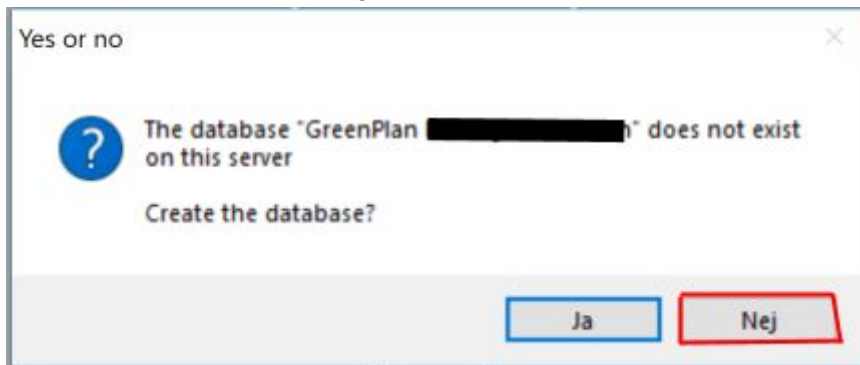 Yes or no
The database "GreenPlan h" does not exist
on this server
Create the database?
Ja
Nej